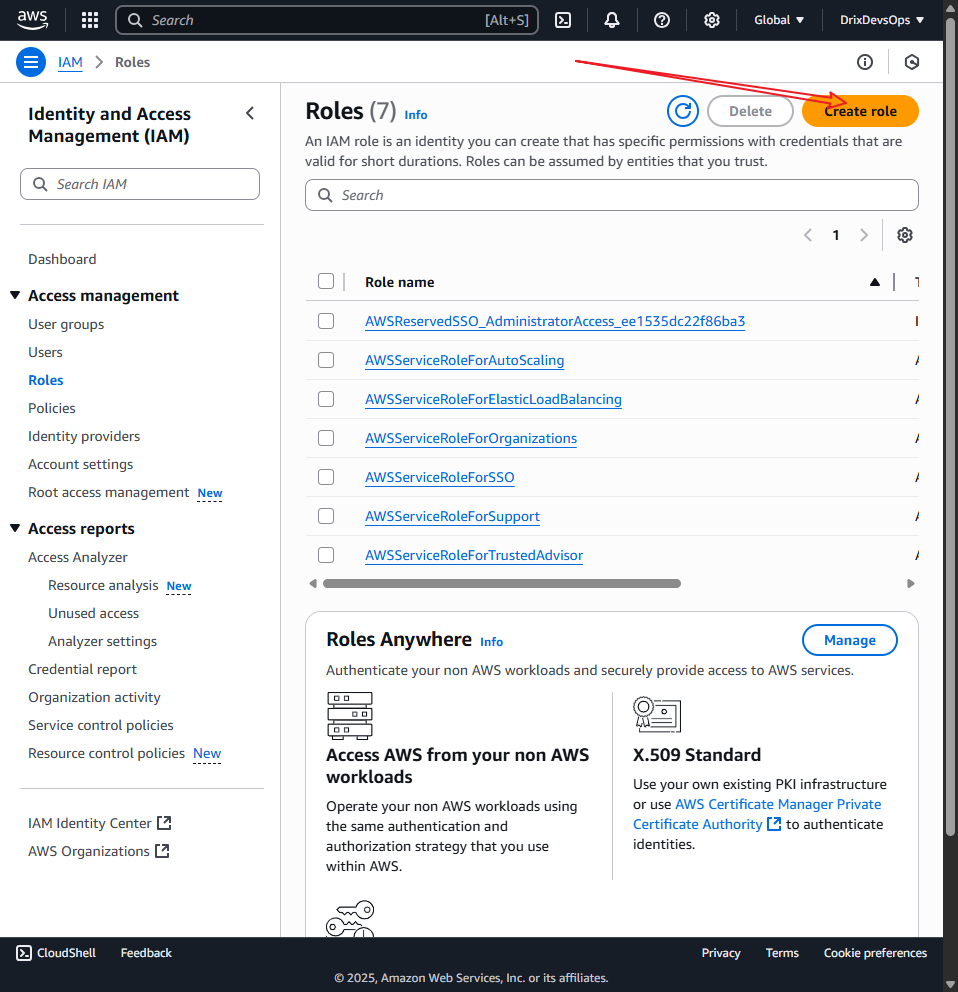 aws
Search [Alt+S]
Global
DrixDevsOps
IAM
Roles
Identity and Access
Management (IAM)
Search IAM
Dashboard
Access management
User groups
Users
Roles
Policies
Identity providers
Account settings
Root access management New
Access reports
Access Analyzer
Resource analysis New
Unused access
Analyzer settings
Credential report
Organization activity
Service control policies
Resource control policies New
IAM Identity Center
AWS Organizations
Roles (7) Info
Delete
Create role
An IAM role is an identity you can create that has specific permissions with credentials that are
valid for short durations. Roles can be assumed by entities that you trust.
Search
1
Role name
AWSReservedSSO_AdministratorAccess_ee1535dc22f86ba3
AWSServiceRoleForAutoScaling
AWSServiceRoleForElasticLoadBalancing
AWSServiceRoleForOrganizations
AWSServiceRoleForSSO
AWSServiceRoleForSupport
AWSServiceRoleForTrustedAdvisor
Roles Anywhere Info
Manage
Authenticate your non AWS workloads and securely provide access to AWS services.
Access AWS from your non AWS
workloads
Operate your non AWS workloads using
the same authentication and
authorization strategy that you use
within AWS.
X.509 Standard
Use your own existing PKI infrastructure
or use AWS Certificate Manager Private
Certificate Authority to authenticate
identities.
CloudShell
Feedback
Privacy
Terms
Cookie preferences
© 2025, Amazon Web Services, Inc. or its affiliates.